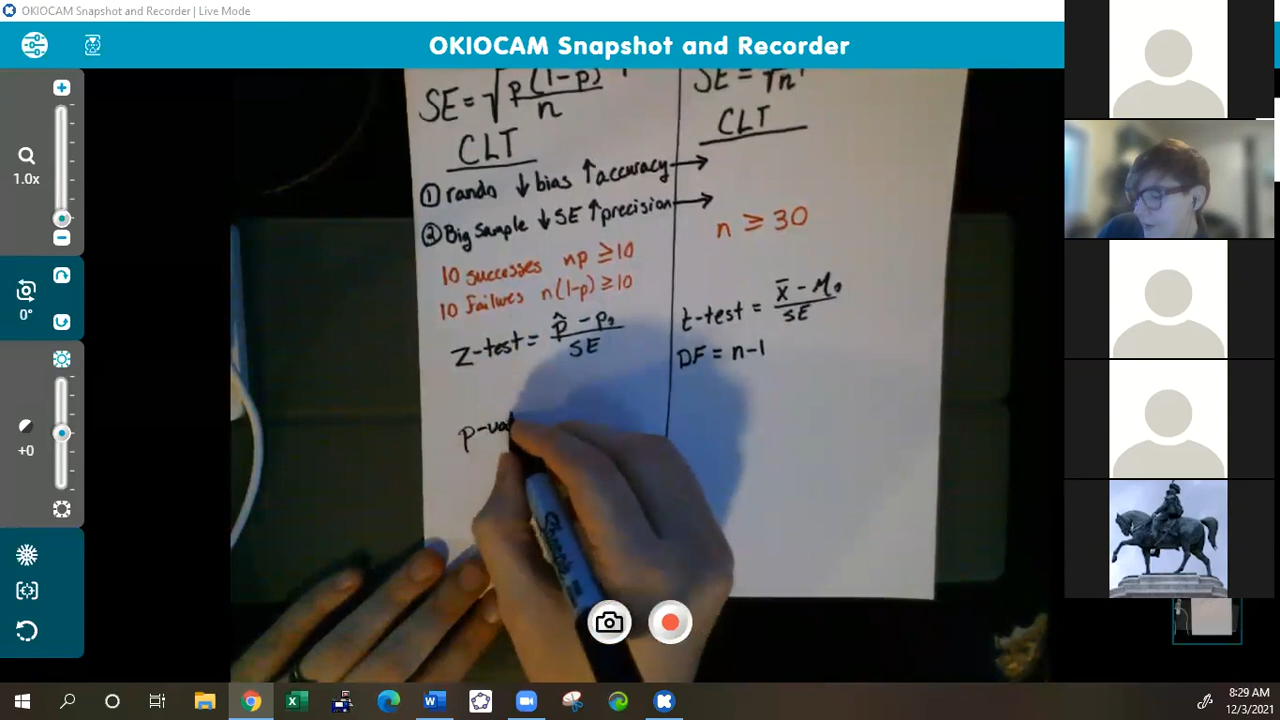 OKIOCAM Snapshot and Recorder | Live Mode
OKIOCAM Snapshot and Recorder
1.0x
0°
+0
SE = √p(1-p)
n
CLT
① rando ↓ bias ↑ accuracy →
② Big Sample ↓ SE ↑ precision →
10 successes np ≥ 10
10 Failures n(1-p) ≥ 10
Z-test = p̂ - p₀
SE
p-val
SE =
√n
CLT
n ≥ 30
t-test = x̄ - μ₀
SE
DF = n-1
Sharpie
8:29 AM
12/3/2021